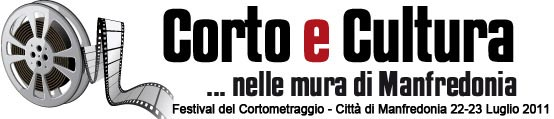 Corto e Cultura
... nelle mura di Manfredonia
Festival del Cortometraggio - Città di Manfredonia 22-23 Luglio 2011